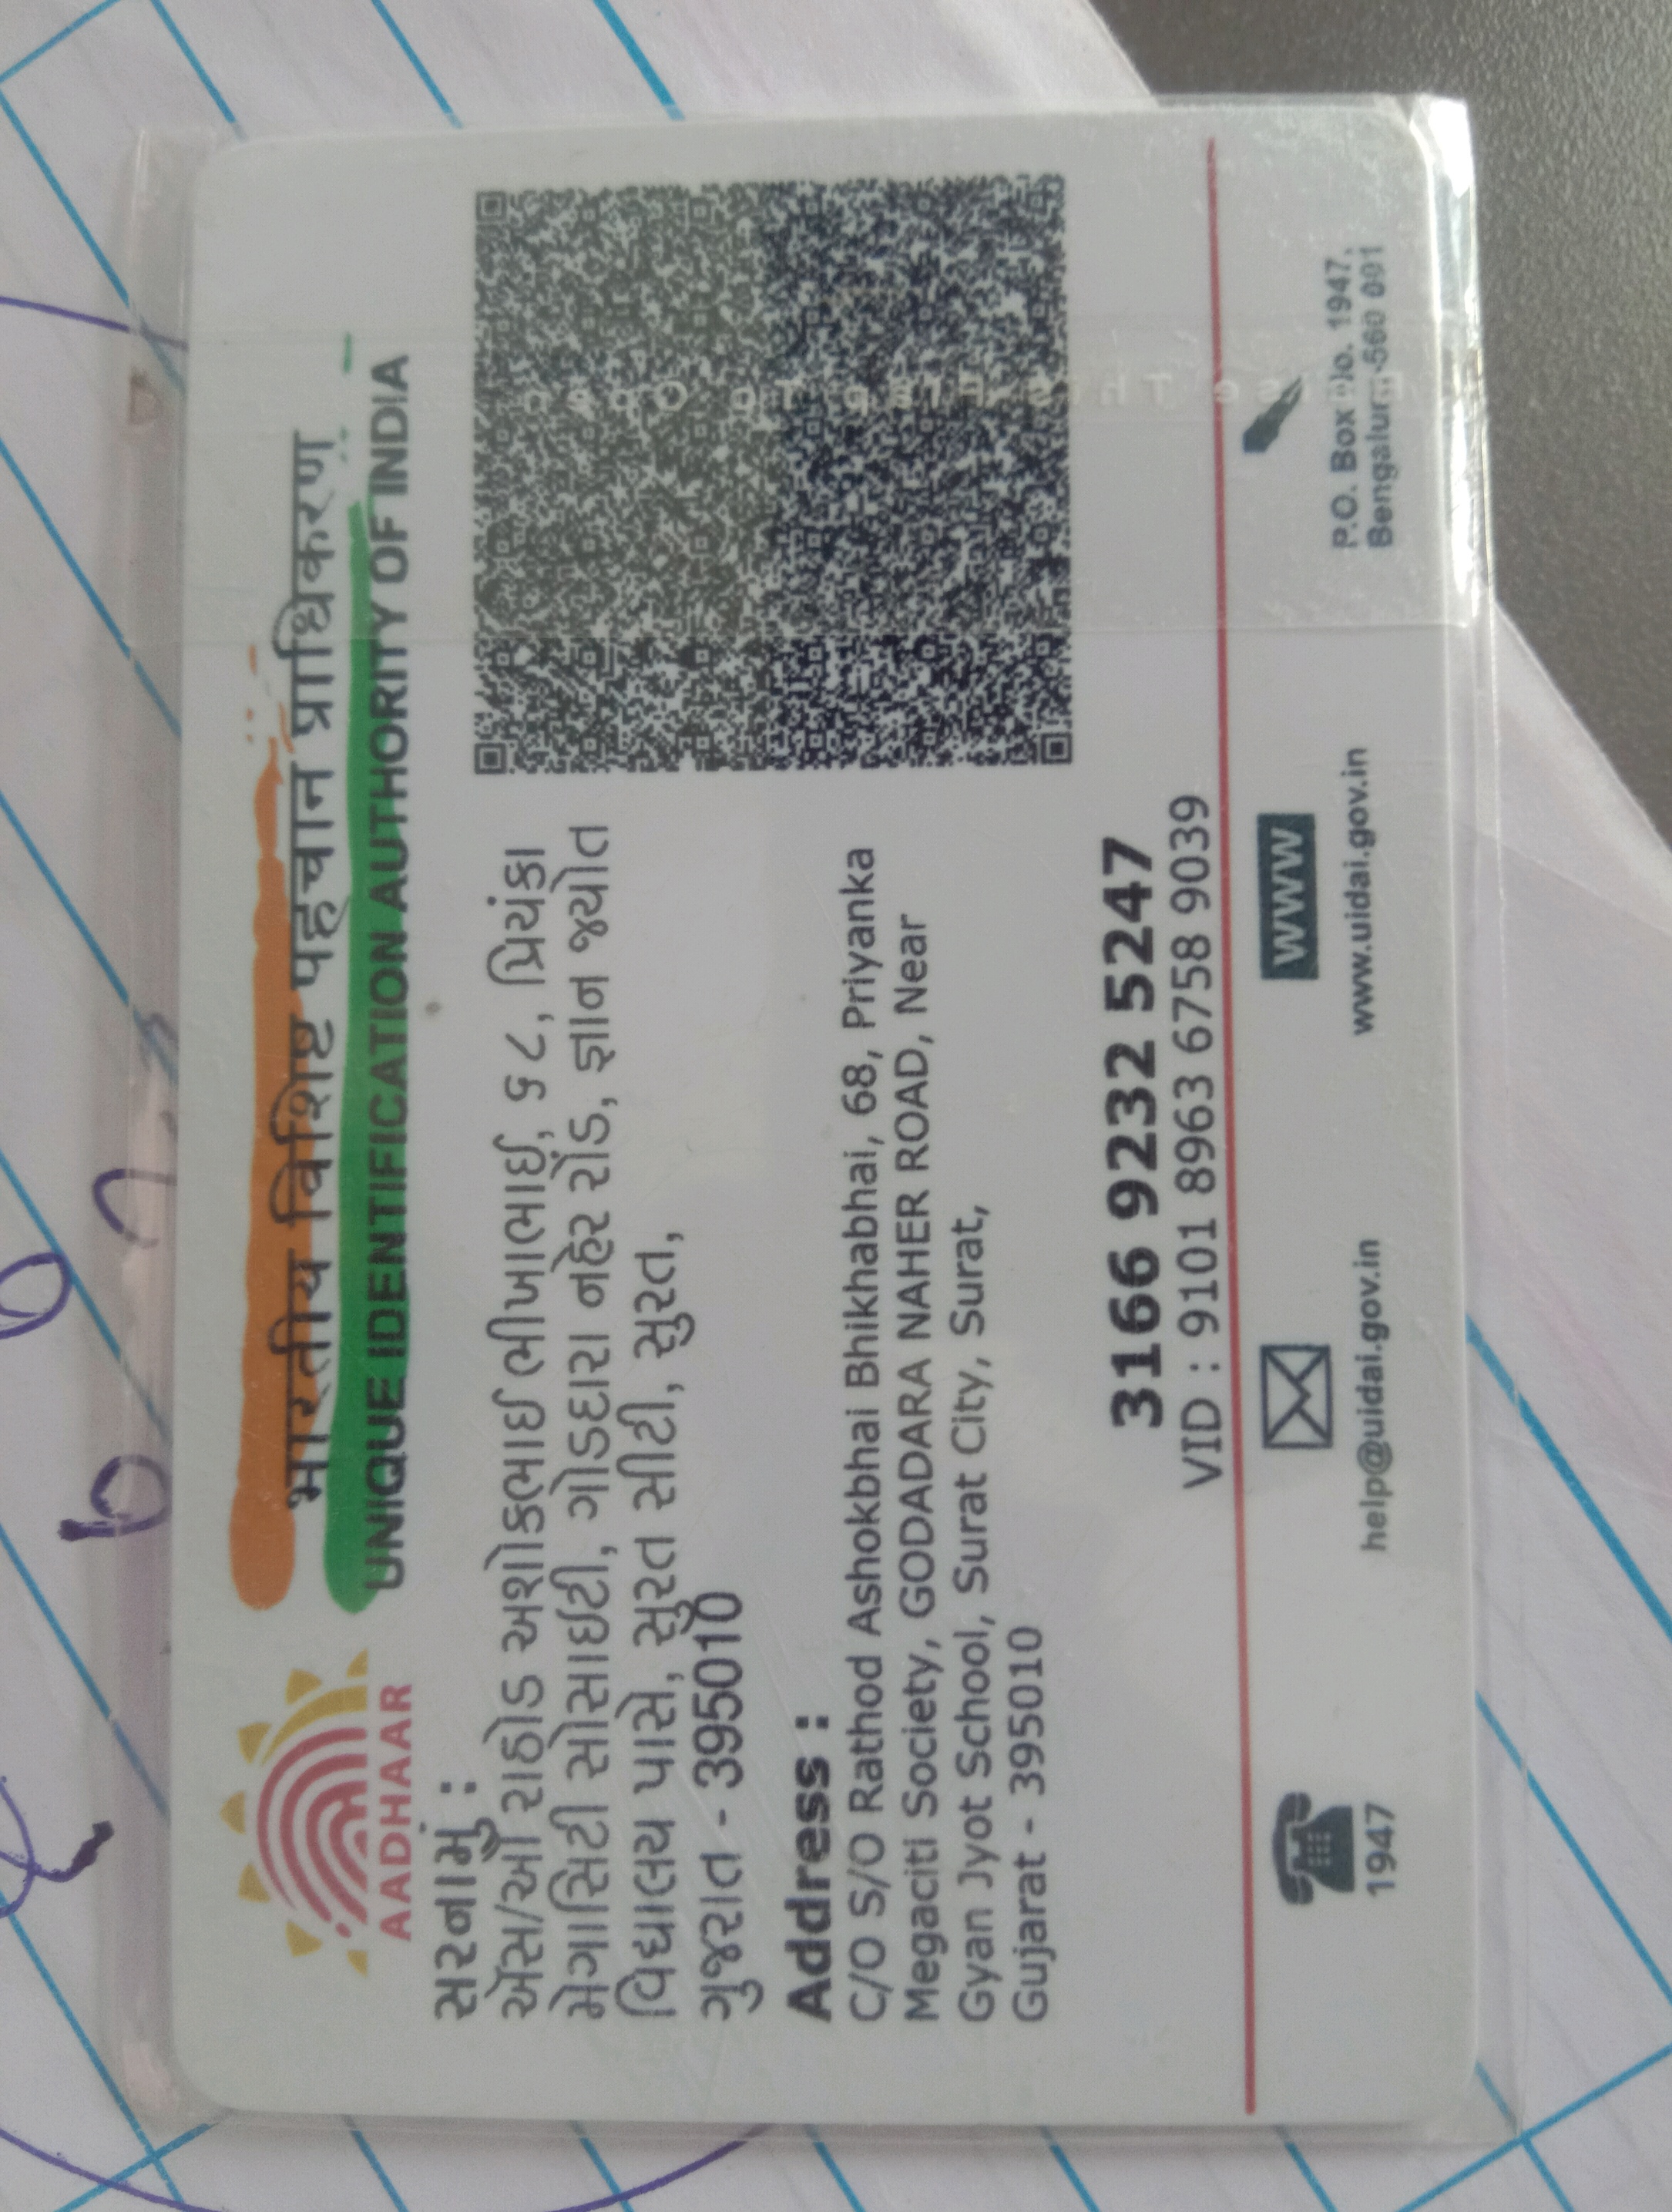 भारतीय विशिष्ट पहचान प्राधिकरण
UNIQUE IDENTIFICATION AUTHORITY OF INDIA
AADHAAR
સરનામું :
એસ/ઓ રાઠોડ અશોકભાઈ ભીખાભાઈ, ૬૮, પ્રિયંકા
મેગાસિટી સોસાઈટી, ગોડાદરા નહેર રોડ, જ્ઞાન જ્યોત
વિદ્યાલય પાસે, સુરત સીટી, સુરત,
ગુજરાત - 395010
Address :
C/O S/O Rathod Ashokbhai Bhikhabhai, 68, Priyanka
Megaciti Society, GODADARA NAHER ROAD, Near
Gyan Jyot School, Surat City, Surat,
Gujarat - 395010
3166 9232 5247
VID : 9101 8963 6758 9039
1947
help@uidai.gov.in
WWW
www.uidai.gov.in
P.O. Box No. 1947,
Bengaluru-560 091